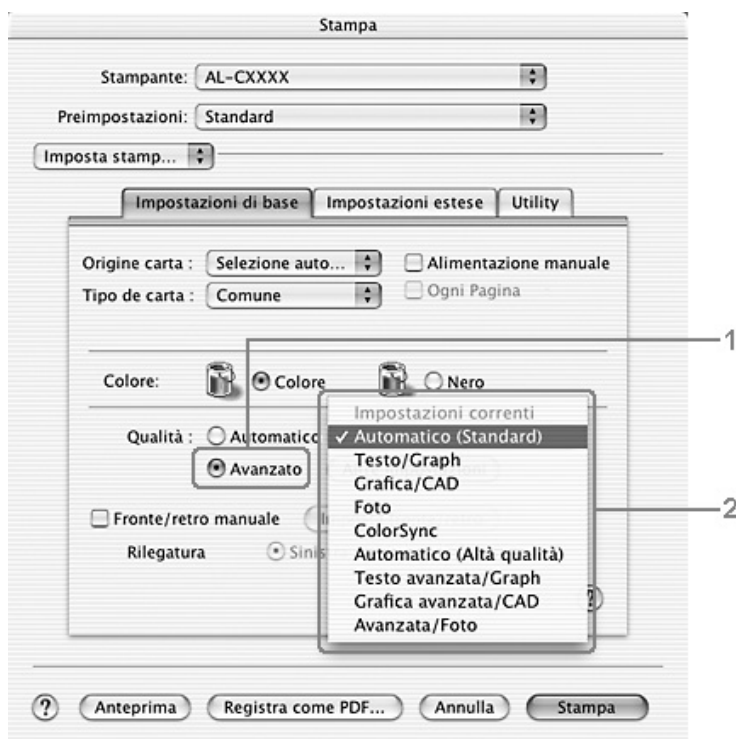 Stampa
Stampante: AL-CXXXX
Preimpostazioni: Standard
Imposta stamp...
Impostazioni di base Impostazioni estese Utility
Origine carta : Selezione auto... Alimentazione manuale
Tipo de carta : Comune Ogni Pagina
1
Colore: Colore Nero
Impostazioni correnti
Qualità : Automatico ✓ Automatico (Standard)
Avanzato Testo/Graph
Grafica/CAD
Foto
Fronte/retro manuale
ColorSync
2
Rilegatura Automatico (Altà qualità)
Testo avanzata/Graph
Grafica avanzata/CAD
?
Avanzata/Foto
? Anteprima Registra come PDF... Annulla Stampa